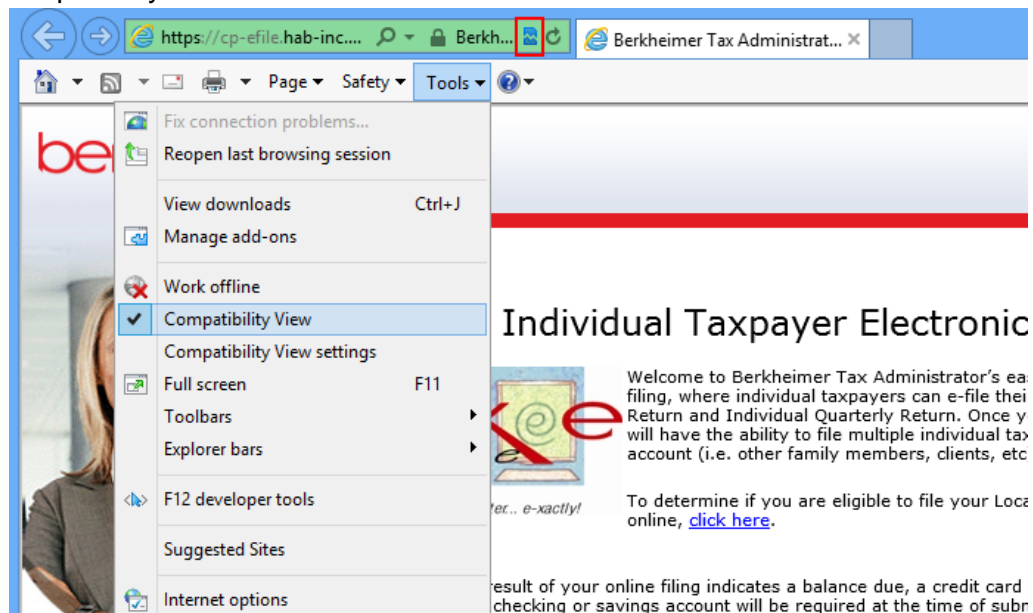 https://cp-efile.hab-inc.... Berkh... Berkheimer Tax Administrat...
Page Safety Tools
Fix connection problems...
ber
Reopen last browsing session
View downloads Ctrl+J
Manage add-ons
Work offline
Compatibility View
Individual Taxpayer Electronic
Compatibility View settings
Full screen F11
Toolbars
Explorer bars
F12 developer tools
Suggested Sites
Internet options
Welcome to Berkheimer Tax Administrator's eas
filing, where individual taxpayers can e-file thei
Return and Individual Quarterly Return. Once y
will have the ability to file multiple individual tax
account (i.e. other family members, clients, etc
ter... e-xactly!
To determine if you are eligible to file your Loca
online, click here.
result of your online filing indicates a balance due, a credit card
checking or savings account will be required at the time of subm